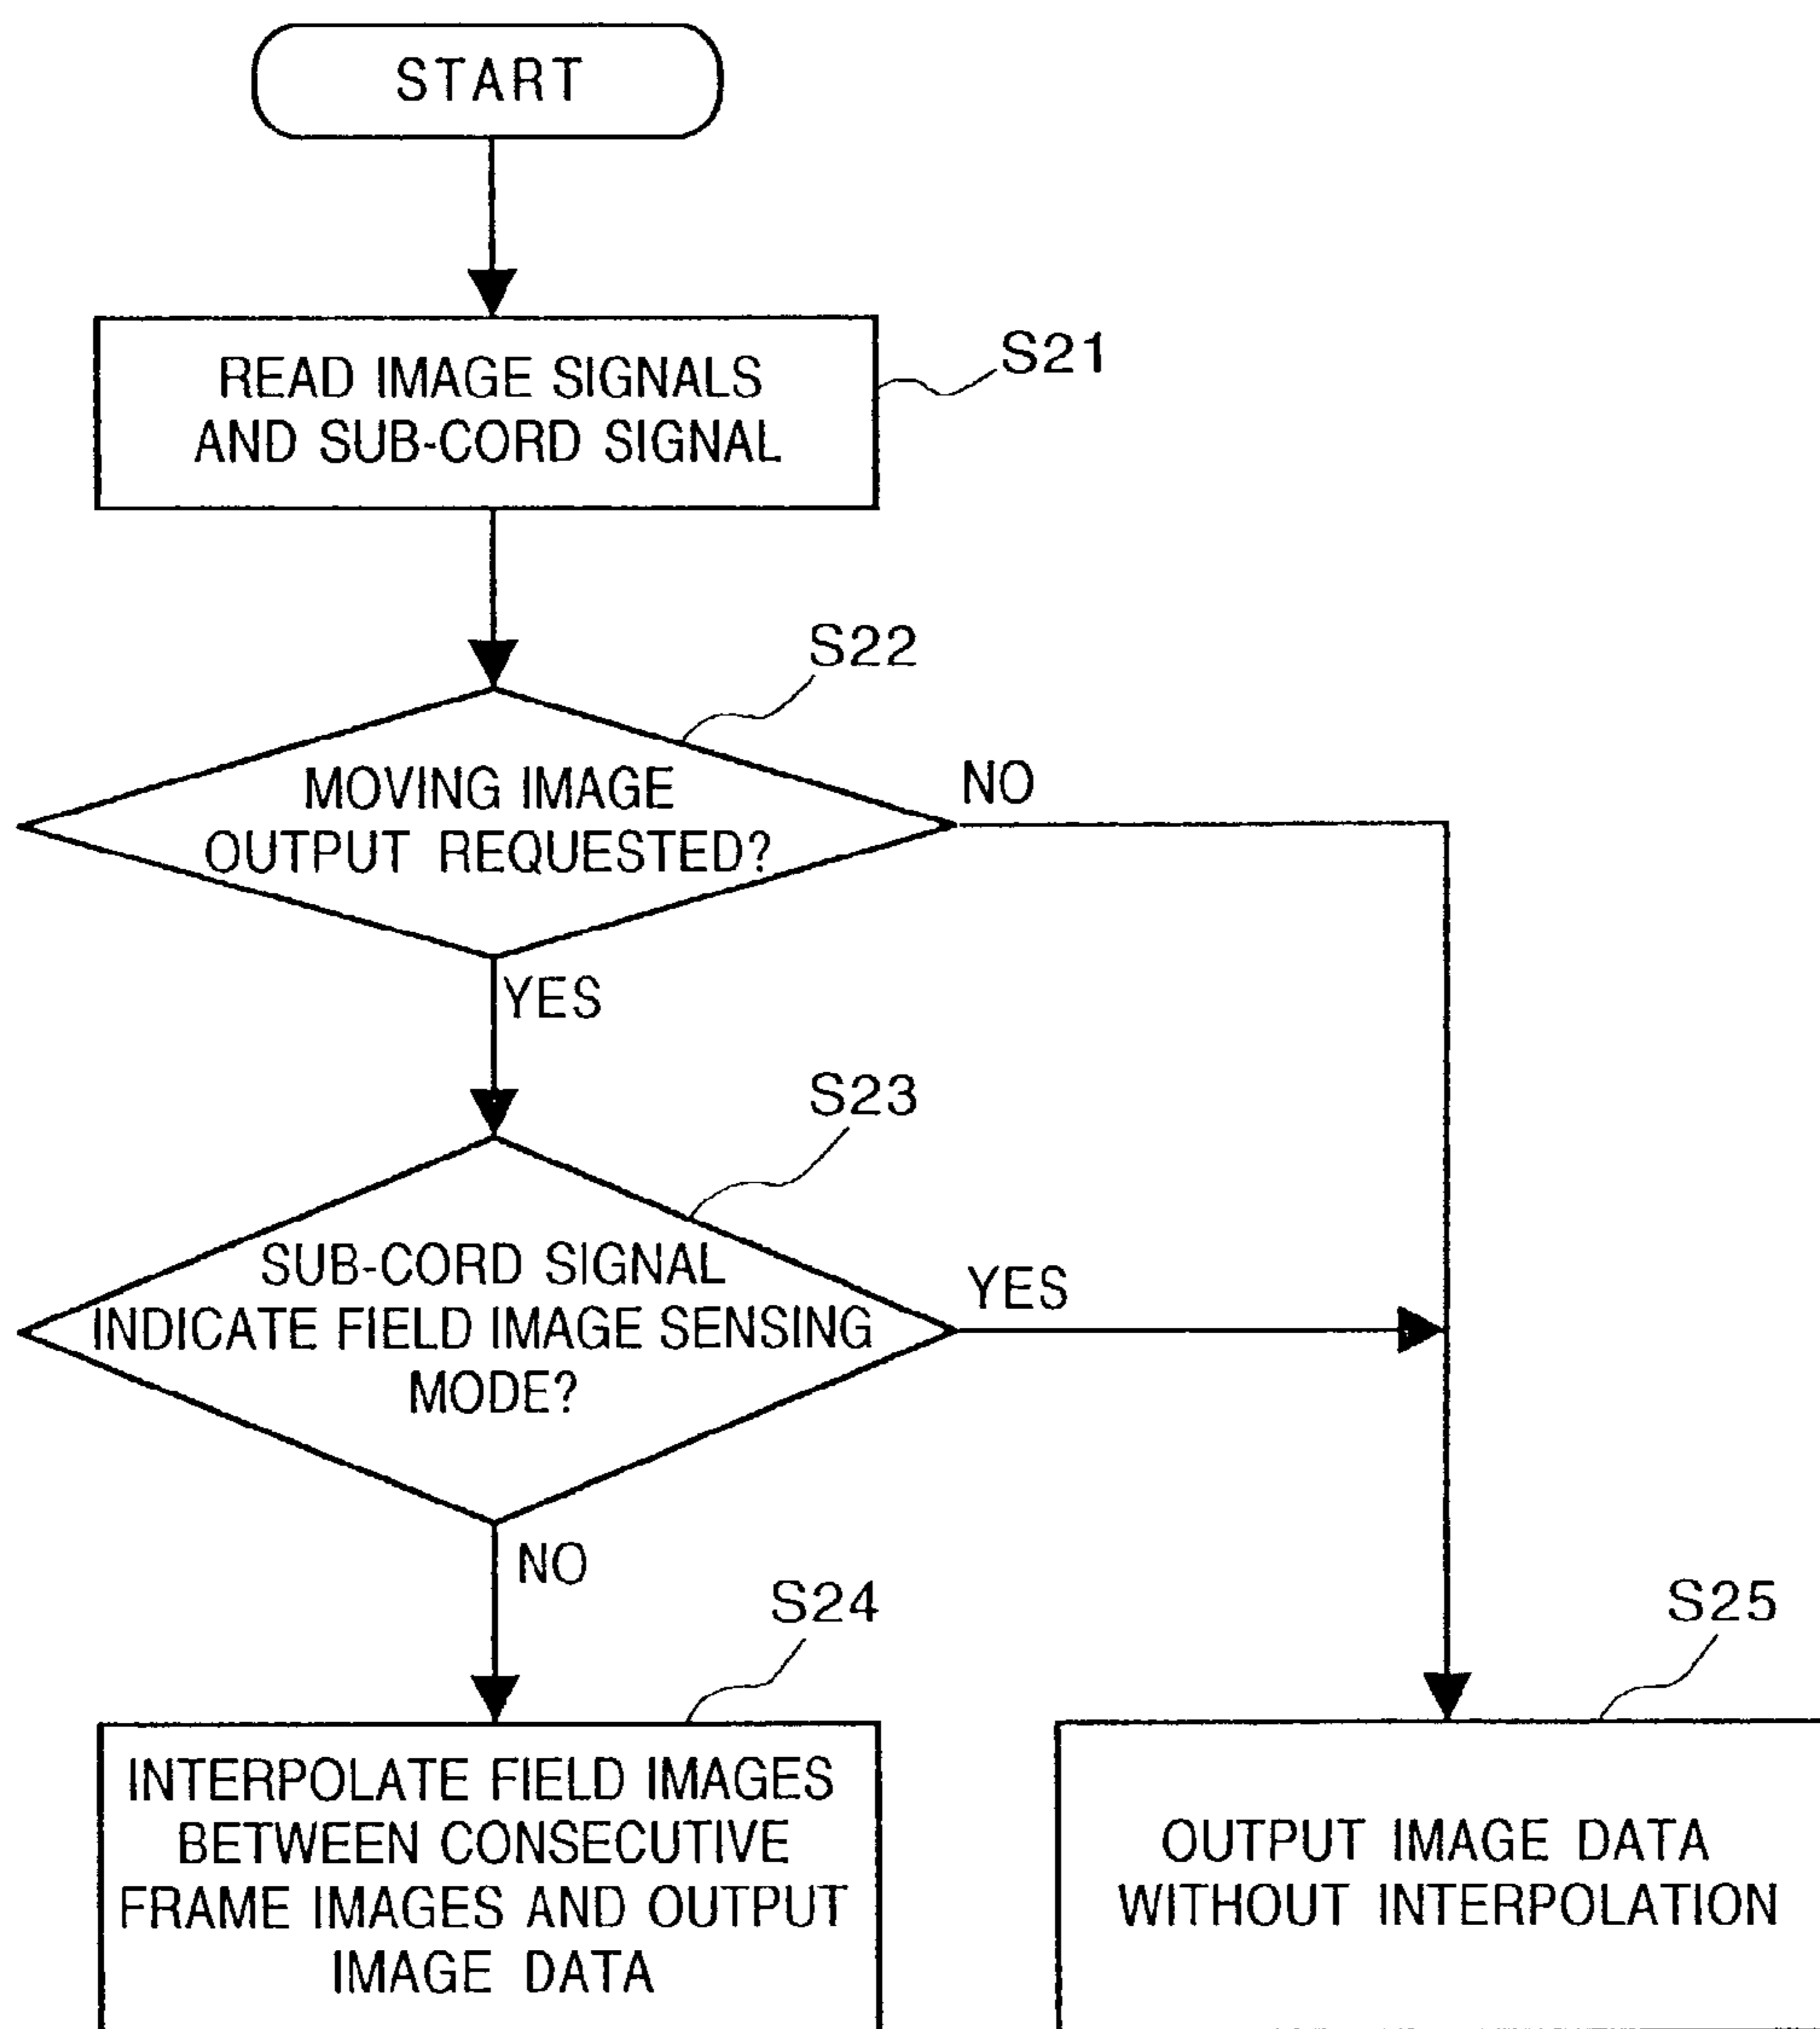 START
READ IMAGE SIGNALS
AND SUB-CORD SIGNAL
S21
S22
MOVING IMAGE
OUTPUT REQUESTED?
NO
YES
S23
SUB-CORD SIGNAL
INDICATE FIELD IMAGE SENSING
MODE?
YES
NO
S24
INTERPOLATE FIELD IMAGES
BETWEEN CONSECUTIVE
FRAME IMAGES AND OUTPUT
IMAGE DATA
S25
OUTPUT IMAGE DATA
WITHOUT INTERPOLATION